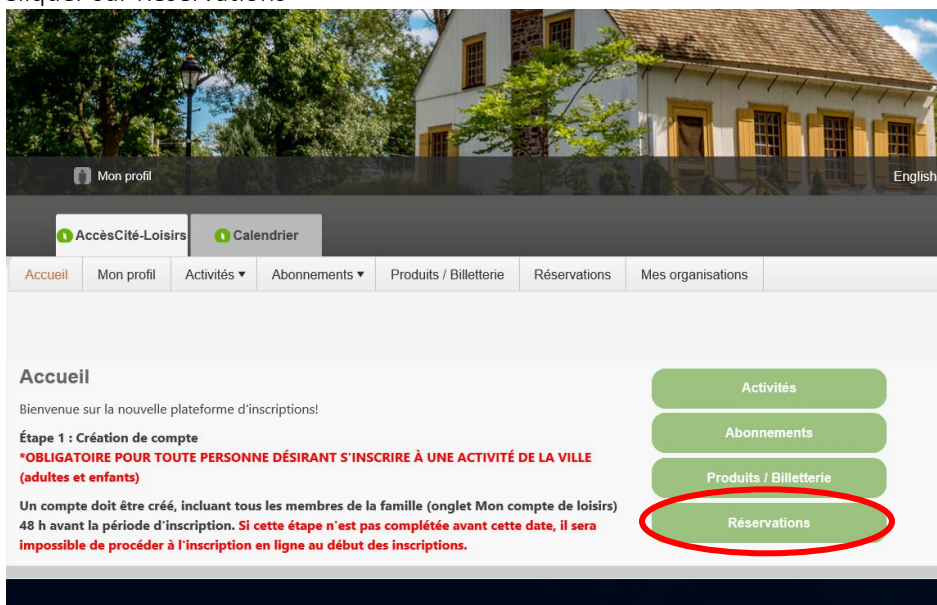 Mon profil
English
AccèsCité-Loisirs
Calendrier
Accueil
Mon profil
Activités ▾
Abonnements ▾
Produits / Billetterie
Réservations
Mes organisations
Accueil
Bienvenue sur la nouvelle plateforme d'inscriptions!
Étape 1 : Création de compte
*OBLIGATOIRE POUR TOUTE PERSONNE DÉSIRANT S'INSCRIRE À UNE ACTIVITÉ DE LA VILLE
(adultes et enfants)
Un compte doit être créé, incluant tous les membres de la famille (onglet Mon compte de loisirs)
48 h avant la période d'inscription. Si cette étape n'est pas complétée avant cette date, il sera
impossible de procéder à l'inscription en ligne au début des inscriptions.
Activités
Abonnements
Produits / Billetterie
Réservations